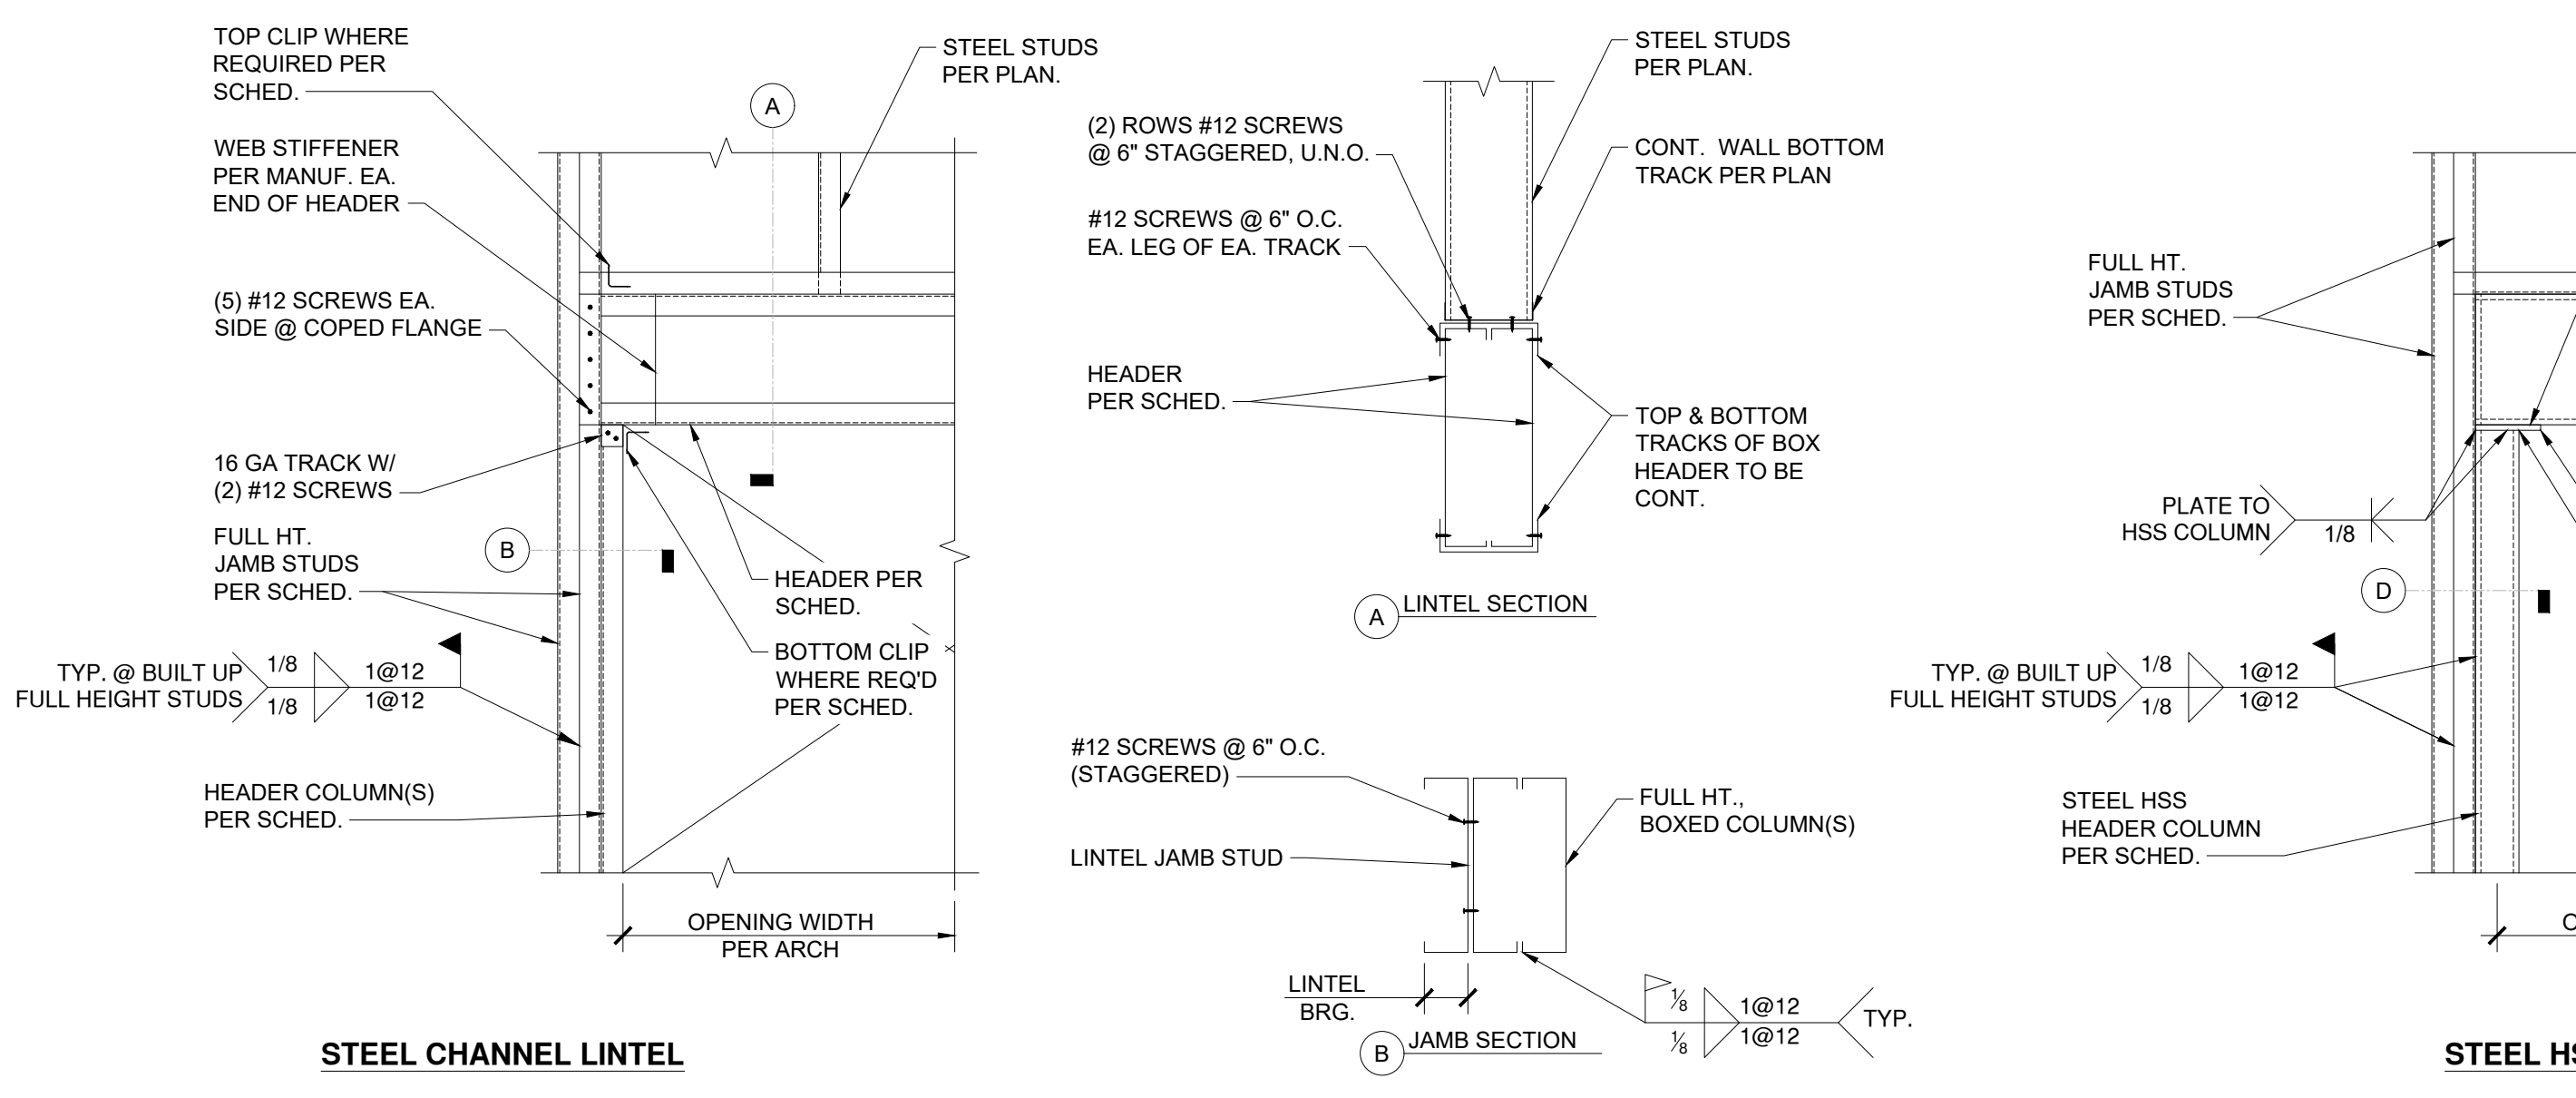 TOP CLIP WHERE
REQUIRED PER
SCHED.
WEB STIFFENER
PER MANUF. EA.
END OF HEADER
(5) #12 SCREWS EA.
SIDE @ COPED FLANGE
16 GA TRACK W/
(2) #12 SCREWS
FULL HT.
JAMB STUDS
PER SCHED.
TYP. @ BUILT UP
FULL HEIGHT STUDS
1/8
1/8
1@12
1@12
HEADER COLUMN(S)
PER SCHED.
A
STEEL STUDS
PER PLAN.
B
HEADER PER
SCHED.
BOTTOM CLIP
WHERE REQ'D
PER SCHED.
X
OPENING WIDTH
PER ARCH
STEEL CHANNEL LINTEL
(2) ROWS #12 SCREWS
@ 6" STAGGERED, U.N.O.
#12 SCREWS @ 6" O.C.
EA. LEG OF EA. TRACK
HEADER
PER SCHED.
STEEL STUDS
PER PLAN.
CONT. WALL BOTTOM
TRACK PER PLAN
TOP & BOTTOM
TRACKS OF BOX
HEADER TO BE
CONT.
A LINTEL SECTION
#12 SCREWS @ 6" O.C.
(STAGGERED)
LINTEL JAMB STUD
FULL HT.,
BOXED COLUMN(S)
LINTEL
BRG.
1/8
1/8
1@12
1@12
TYP.
B JAMB SECTION
FULL HT.
JAMB STUDS
PER SCHED.
PLATE TO
HSS COLUMN
1/8
D
TYP. @ BUILT UP
FULL HEIGHT STUDS
1/8
1/8
1@12
1@12
STEEL HSS
HEADER COLUMN
PER SCHED.
STEEL